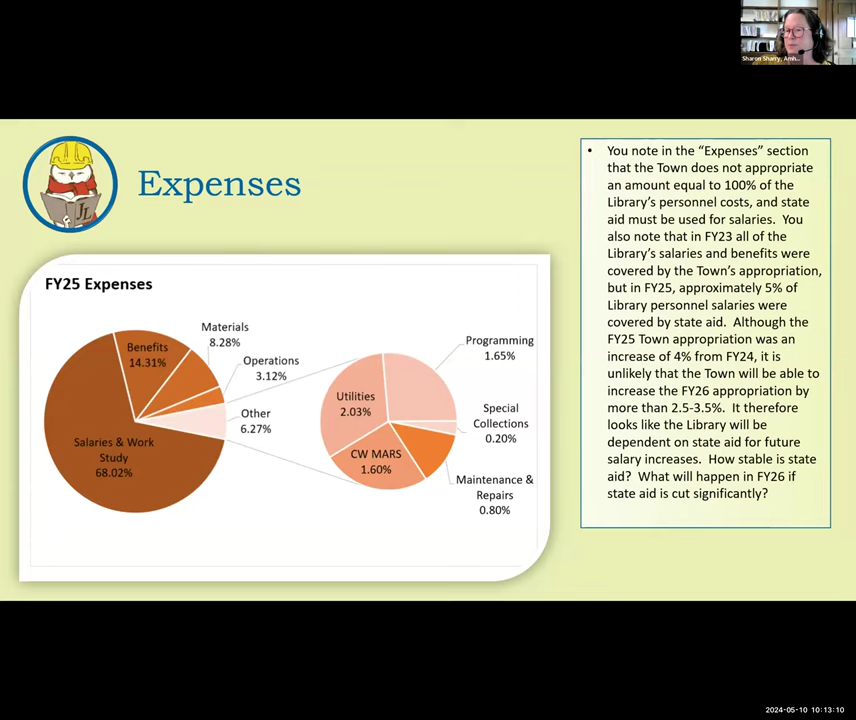 Sharon Sharry, Amh...
Expenses
JL
FY25 Expenses
Materials
8.28%
Benefits
14.31%
Operations
3.12%
Other
6.27%
Salaries & Work
Study
68.02%
Programming
1.65%
Utilities
2.03%
Special
Collections
0.20%
CW MARS
1.60%
Maintenance &
Repairs
0.80%
• You note in the “Expenses” section
that the Town does not appropriate
an amount equal to 100% of the
Library’s personnel costs, and state
aid must be used for salaries. You
also note that in FY23 all of the
Library’s salaries and benefits were
covered by the Town’s appropriation,
but in FY25, approximately 5% of
Library personnel salaries were
covered by state aid. Although the
FY25 Town appropriation was an
increase of 4% from FY24, it is
unlikely that the Town will be able to
increase the FY26 appropriation by
more than 2.5-3.5%. It therefore
looks like the Library will be
dependent on state aid for future
salary increases. How stable is state
aid? What will happen in FY26 if
state aid is cut significantly?
2024-05-10 10:13:10